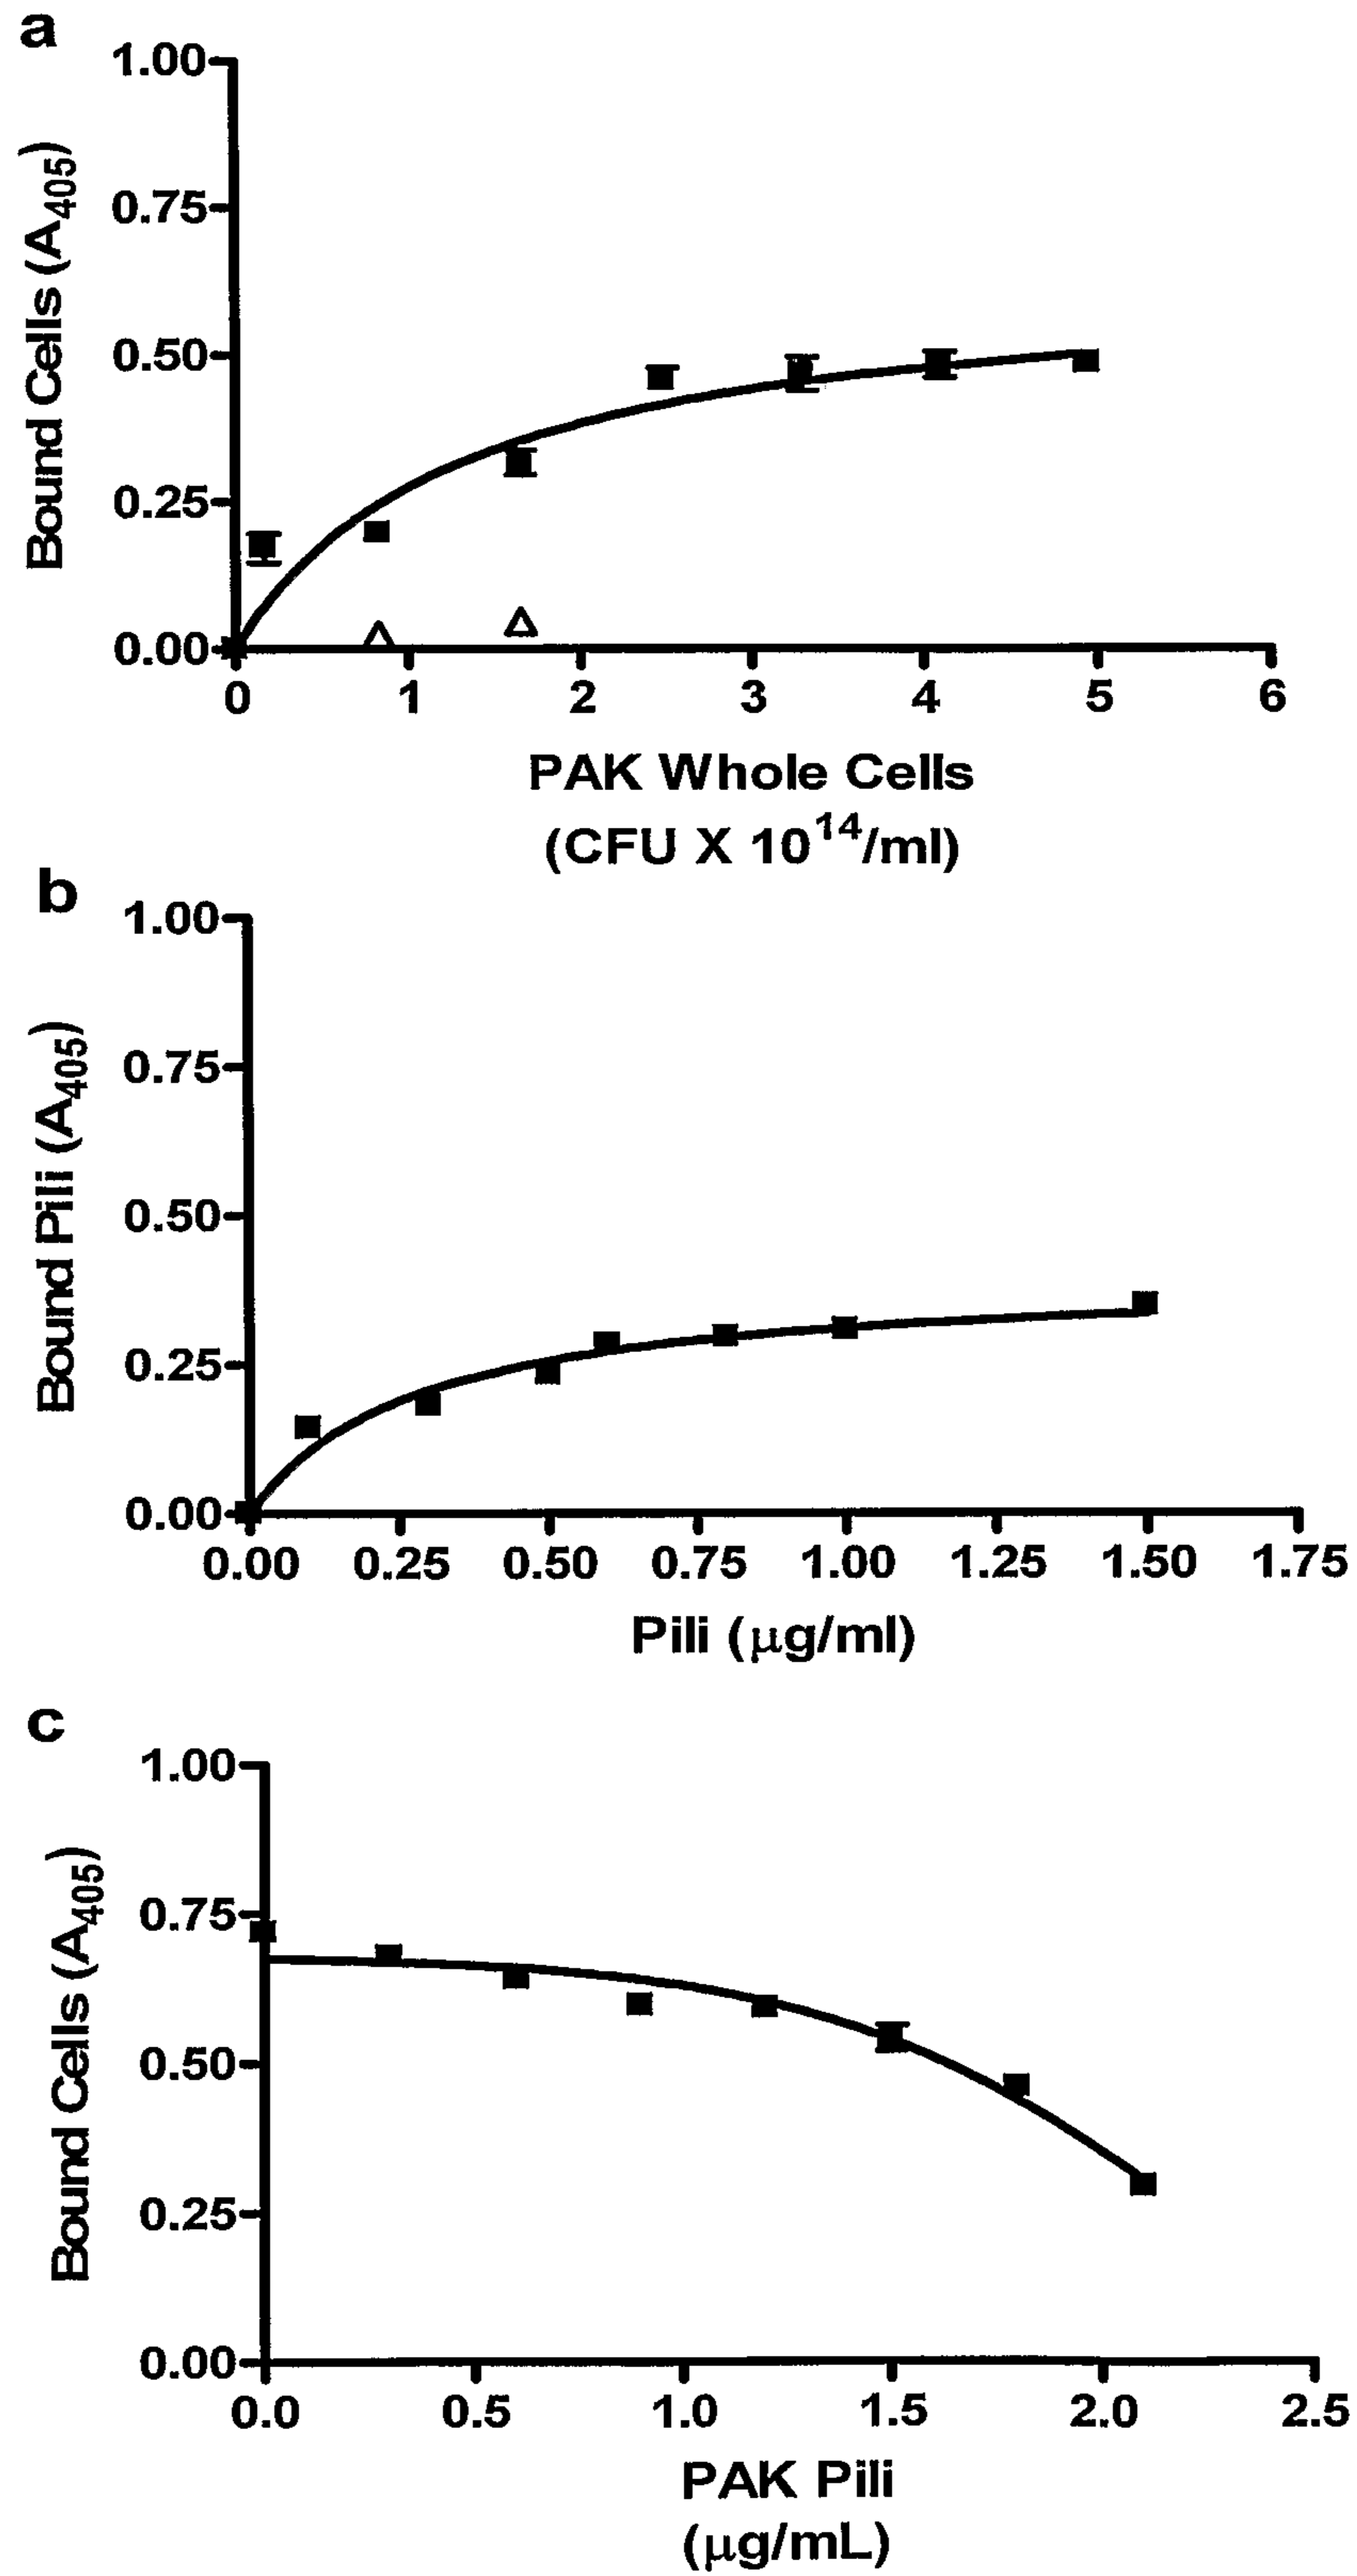 a
1.00
0.75
0.50
0.25
0.00
Bound Cells (A405)
0 1 2 3 4 5 6
PAK Whole Cells
(CFU X 10^14/ml)
b
1.00
0.75
0.50
0.25
0.00
Bound Pili (A405)
0.00 0.25 0.50 0.75 1.00 1.25 1.50 1.75
Pili (μg/ml)
c
1.00
0.75
0.50
0.25
0.00
Bound Cells (A405)
0.0 0.5 1.0 1.5 2.0 2.5
PAK Pili
(μg/mL)